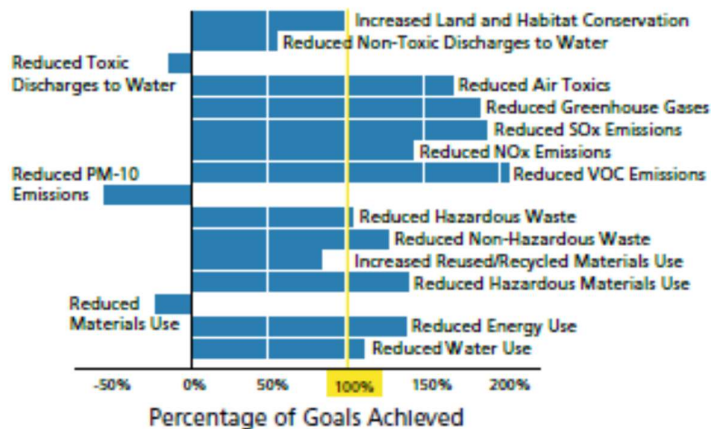 Increased Land and Habitat Conservation
Reduced Non-Toxic Discharges to Water
Reduced Toxic
Discharges to Water
Reduced Air Toxics
Reduced Greenhouse Gases
Reduced SOx Emissions
Reduced NOx Emissions
Reduced VOC Emissions
Reduced PM-10
Emissions
Reduced Hazardous Waste
Reduced Non-Hazardous Waste
Increased Reused/Recycled Materials Use
Reduced Hazardous Materials Use
Reduced
Materials Use
Reduced Energy Use
Reduced Water Use
-50% 0% 50% 100% 150% 200%
Percentage of Goals Achieved